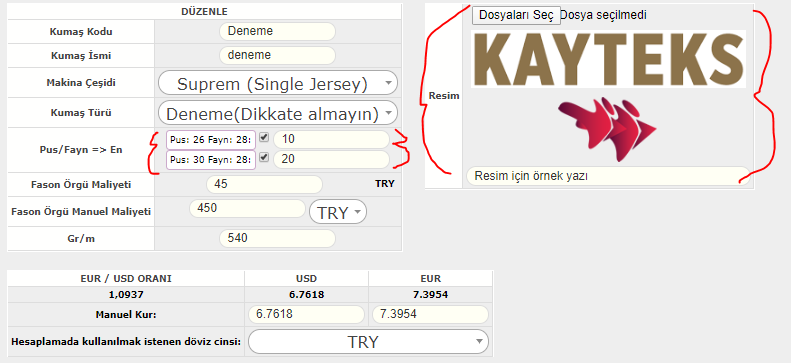 DÜZENLE
Kumaş Kodu Deneme
Kumaş İsmi deneme
Makina Çeşidi Suprem (Single Jersey)
Kumaş Türü Deneme(Dikkate almayın)
Pus/Fayn => En
Pus: 26 Fayn: 28: 10
Pus: 30 Fayn: 28: 20
Fason Örgü Maliyeti 45 TRY
Fason Örgü Manuel Maliyeti 450 TRY
Gr/m 540
Resim
Dosyaları Seç Dosya seçilmedi
KAYTEKS
Resim için örnek yazı
EUR / USD ORANI USD EUR
1,0937 6.7618 7.3954
Manuel Kur: 6.7618 7.3954
Hesaplamada kullanılmak istenen döviz cinsi: TRY